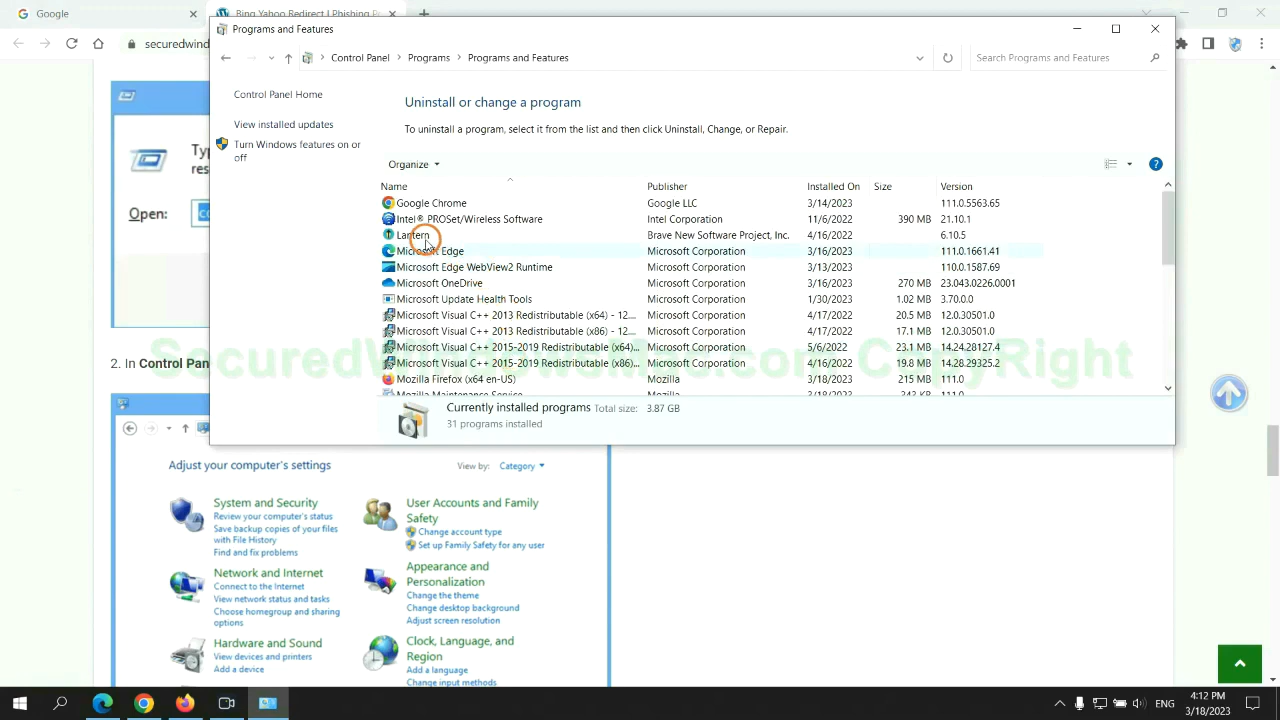 Google
Bing Yahoo Redirect | Phishing P
securedwind
Programs and Features
Control Panel > Programs > Programs and Features
Search Programs and Features
Control Panel Home
View installed updates
Turn Windows features on or
off
Uninstall or change a program
To uninstall a program, select it from the list and then click Uninstall, Change, or Repair.
Organize
Name Publisher Installed On Size Version
Google Chrome Google LLC 3/14/2023 111.0.5563.65
Intel® PROSet/Wireless Software Intel Corporation 11/6/2022 390 MB 21.10.1
Lantern Brave New Software Project, Inc. 4/16/2022 6.10.5
Microsoft Edge Microsoft Corporation 3/16/2023 111.0.1661.41
Microsoft Edge WebView2 Runtime Microsoft Corporation 3/13/2023 110.0.1587.69
Microsoft OneDrive Microsoft Corporation 3/16/2023 270 MB 23.043.0226.0001
Microsoft Update Health Tools Microsoft Corporation 1/30/2023 1.02 MB 3.70.0.0
Microsoft Visual C++ 2013 Redistributable (x64) - 12.... Microsoft Corporation 4/17/2022 20.5 MB 12.0.30501.0
Microsoft Visual C++ 2013 Redistributable (x86) - 12.... Microsoft Corporation 4/17/2022 17.1 MB 12.0.30501.0
Microsoft Visual C++ 2015-2019 Redistributable (x64)... Microsoft Corporation 5/6/2022 23.1 MB 14.24.28127.4
Microsoft Visual C++ 2015-2019 Redistributable (x86)... Microsoft Corporation 4/16/2022 19.8 MB 14.28.29325.2
Mozilla Firefox (x64 en-US) Mozilla 3/18/2023 215 MB 111.0
Mozilla Maintenance Service Mozilla 3/18/2023 343 KB 111.0
Currently installed programs Total size: 3.87 GB
31 programs installed
Ty
res
Open:
co
2. In Control Pan
Adjust your computer's settings
View by: Category
System and Security
Review your computer's status
Save backup copies of your files
with File History
Find and fix problems
Network and Internet
Connect to the Internet
View network status and tasks
Choose homegroup and sharing
options
Hardware and Sound
View devices and printers
Add a device
User Accounts and Family
Safety
Change account type
Set up Family Safety for any user
Appearance and
Personalization
Change the theme
Change desktop background
Adjust screen resolution
Clock, Language, and
Region
Add a language
Change input methods
ENG
4:12 PM
3/18/2023